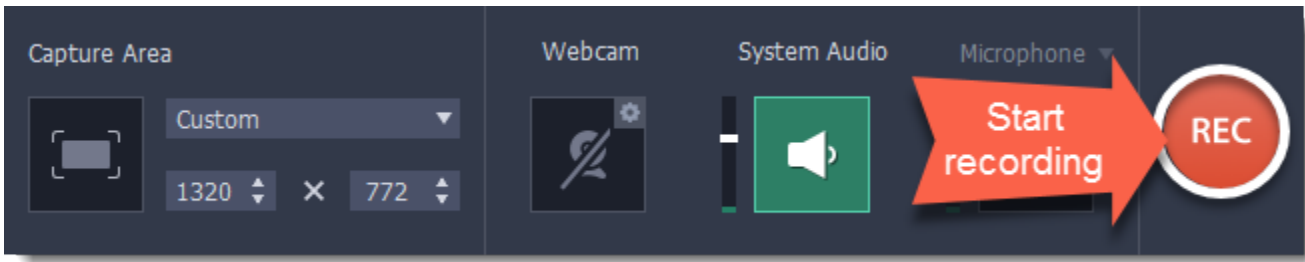 Capture Area
Webcam
System Audio
Microphone
Custom
1320 × 772
Start
recording
REC